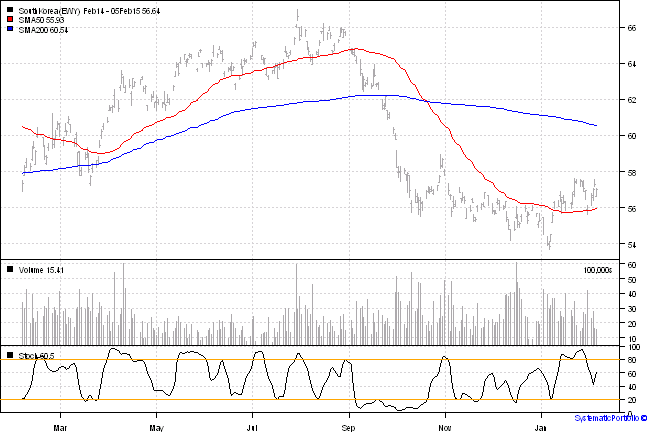 South Korea(EWY) Feb14 - 05Feb15 56.64
SMA50 55.93
SMA200 60.54
66
64
62
60
58
56
54
Volume 15.41
100,000s
60
50
40
30
20
10
Stoch 60.5
100
80
60
40
20
0
Mar May Jul Sep Nov Jan
SystematicPortfolio ©